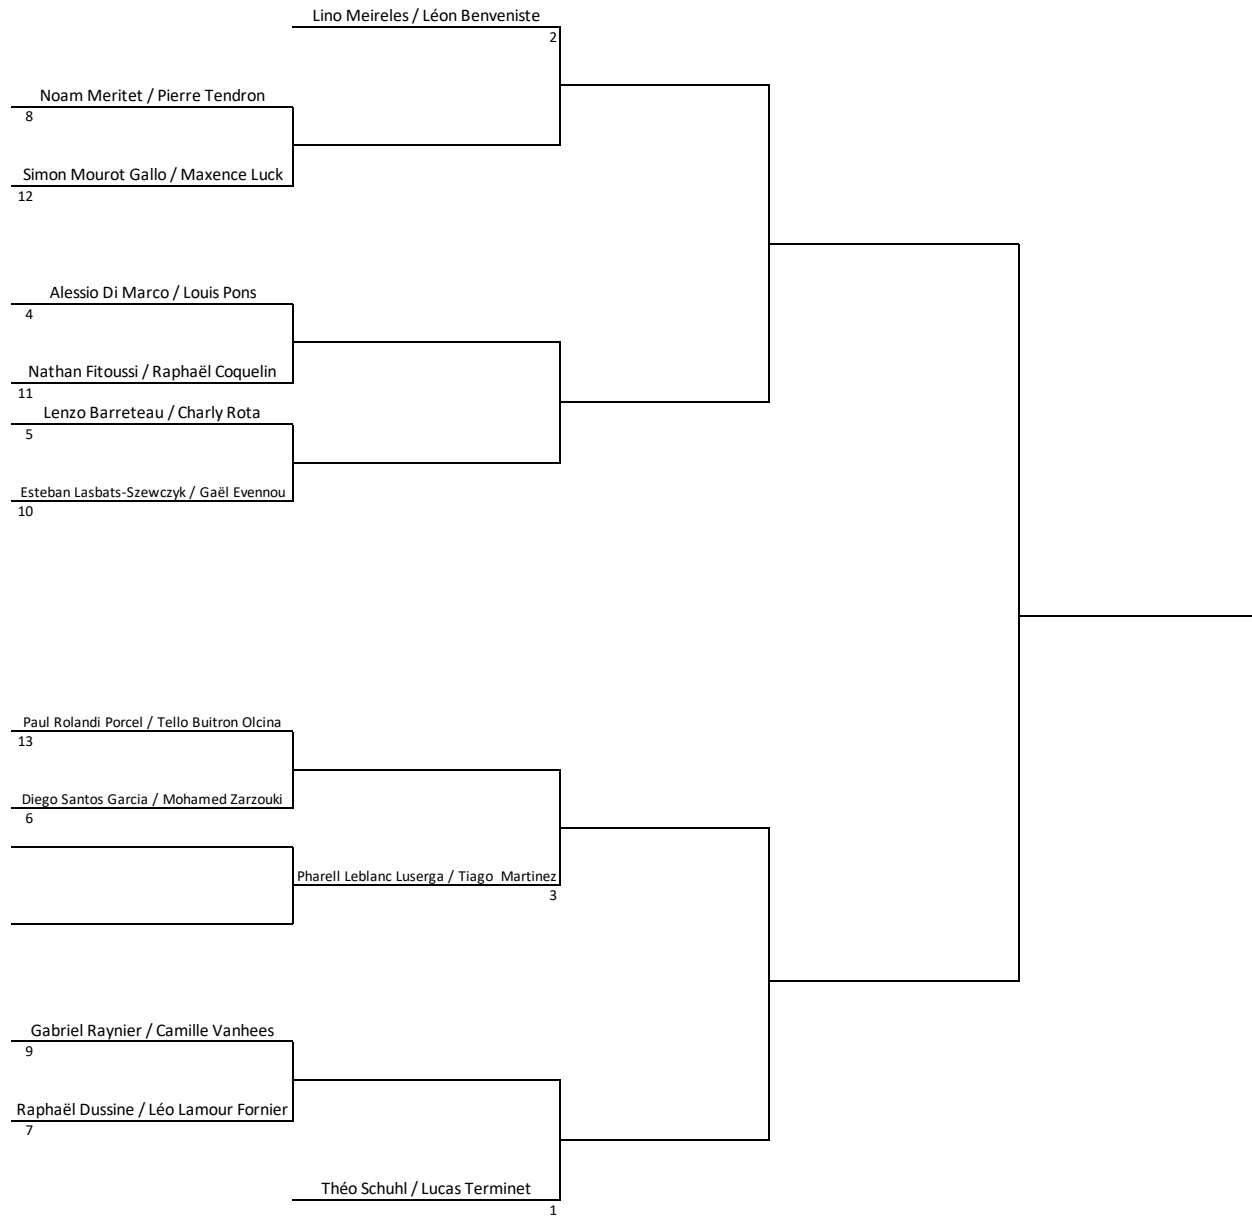 Lino Meireles / Léon Benveniste
2
Noam Meritet / Pierre Tendron
8
Simon Mourot Gallo / Maxence Luck
12
Alessio Di Marco / Louis Pons
4
Nathan Fitoussi / Raphaël Coquelin
11
Lenzo Barreteau / Charly Rota
5
Esteban Lasbats-Szewczyk / Gaël Evennou
10
Paul Rolandi Porcel / Tello Buitron Olcina
13
Diego Santos Garcia / Mohamed Zarzouki
6
Pharell Leblanc Luserga / Tiago  Martinez
3
Gabriel Raynier / Camille Vanhees
9
Raphaël Dussine / Léo Lamour Fornier
7
Théo Schuhl / Lucas Terminet
1